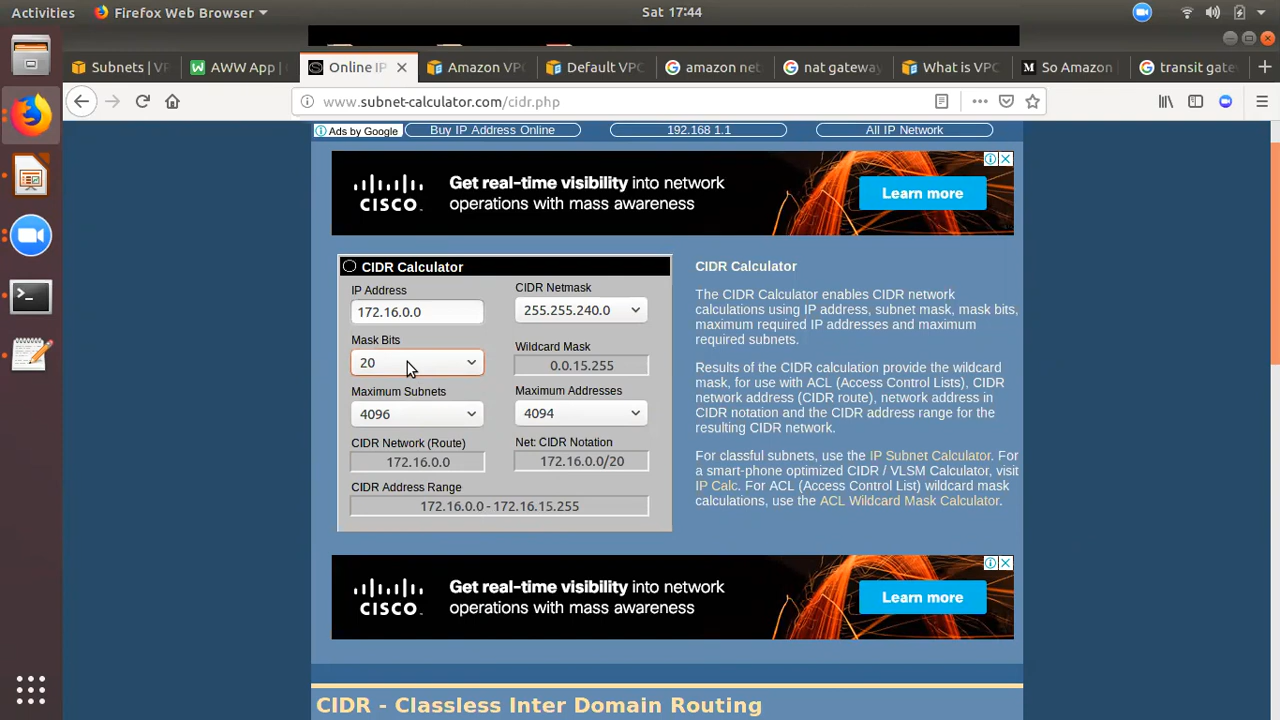 Activities
Firefox Web Browser
Sat 17:44
Subnets | VP
AWW App |
Online IP
Amazon VPC
Default VPC
amazon net
nat gateway
What is VPC
So Amazon
transit gate
www.subnet-calculator.com/cidr.php
Ads by Google
Buy IP Address Online
192.168 1.1
All IP Network
CISCO
Get real-time visibility into network
operations with mass awareness
Learn more
CIDR Calculator
IP Address
172.16.0.0
CIDR Netmask
255.255.240.0
Mask Bits
20
Wildcard Mask
0.0.15.255
Maximum Subnets
4096
Maximum Addresses
4094
CIDR Network (Route)
172.16.0.0
Net: CIDR Notation
172.16.0.0/20
CIDR Address Range
172.16.0.0 - 172.16.15.255
CIDR Calculator
The CIDR Calculator enables CIDR network
calculations using IP address, subnet mask, mask bits,
maximum required IP addresses and maximum
required subnets.
Results of the CIDR calculation provide the wildcard
mask, for use with ACL (Access Control Lists), CIDR
network address (CIDR route), network address in
CIDR notation and the CIDR address range for the
resulting CIDR network.
For classful subnets, use the IP Subnet Calculator. For
a smart-phone optimized CIDR / VLSM Calculator, visit
IP Calc. For ACL (Access Control List) wildcard mask
calculations, use the ACL Wildcard Mask Calculator.
CISCO
Get real-time visibility into network
operations with mass awareness
Learn more
CIDR - Classless Inter Domain Routing